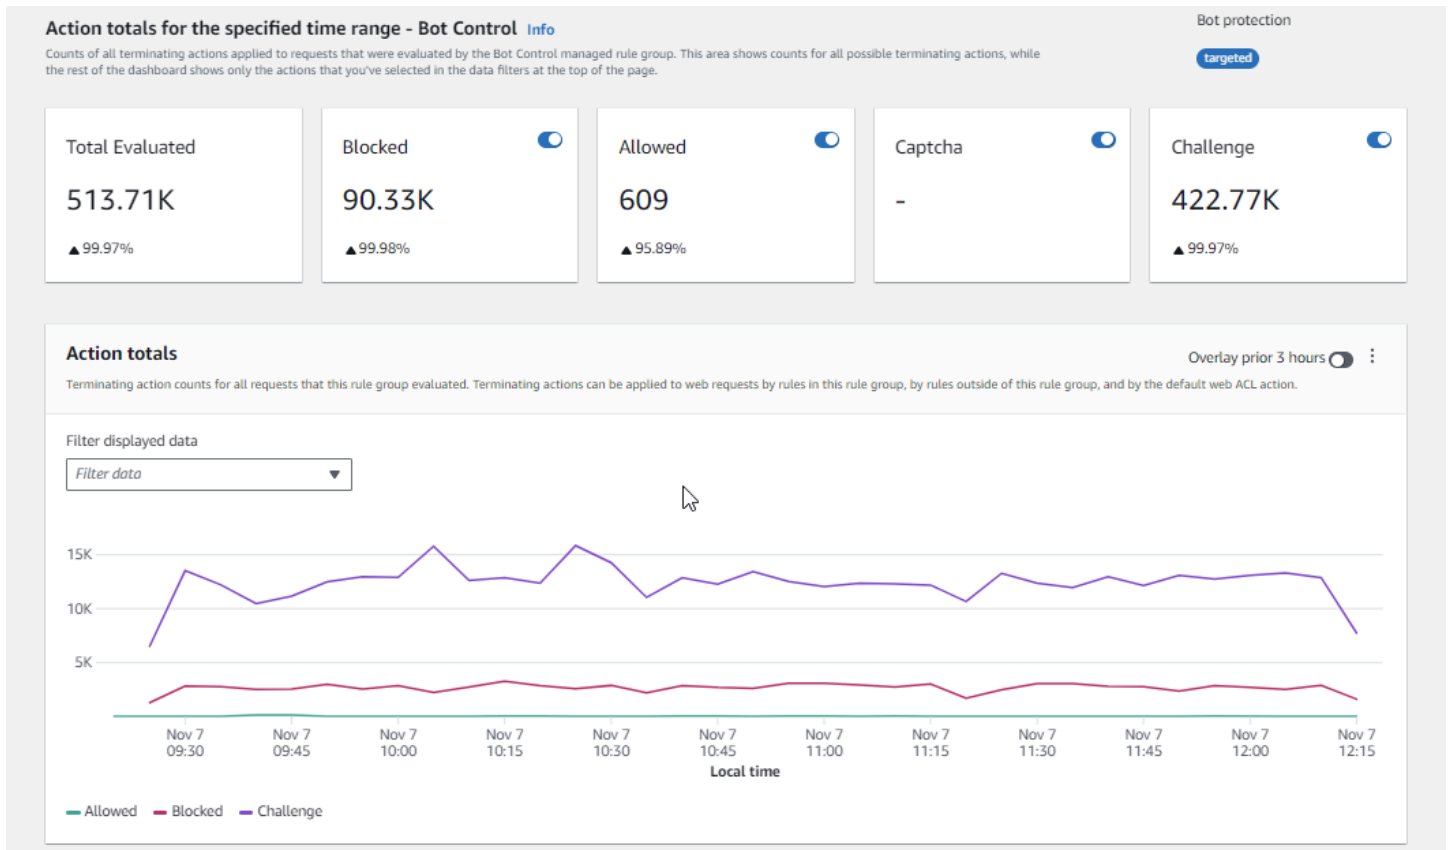 Action totals for the specified time range - Bot Control Info
Counts of all terminating actions applied to requests that were evaluated by the Bot Control managed rule group. This area shows counts for all possible terminating actions, while
the rest of the dashboard shows only the actions that you've selected in the data filters at the top of the page.
Bot protection
targeted
Total Evaluated
513.71K
▲99.97%
Blocked
90.33K
▲99.98%
Allowed
609
▲95.89%
Captcha
-
Challenge
422.77K
▲99.97%
Action totals
Overlay prior 3 hours
Terminating action counts for all requests that this rule group evaluated. Terminating actions can be applied to web requests by rules in this rule group, by rules outside of this rule group, and by the default web ACL action.
Filter displayed data
Filter data
15K
10K
5K
Nov 7 Nov 7 Nov 7 Nov 7 Nov 7 Nov 7 Nov 7 Nov 7 Nov 7 Nov 7 Nov 7 Nov 7
09:30 09:45 10:00 10:15 10:30 10:45 11:00 11:15 11:30 11:45 12:00 12:15
Local time
Allowed Blocked Challenge